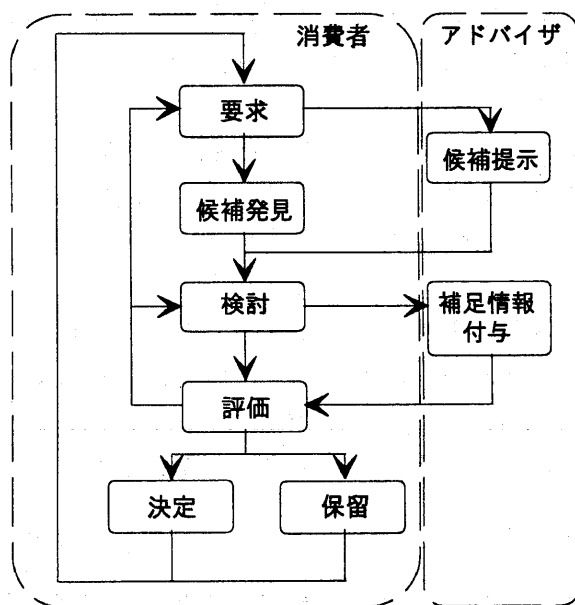 消費者
アドバイザ
要求
候補提示
候補発見
検討
補足情報
付与
評価
決定
保留